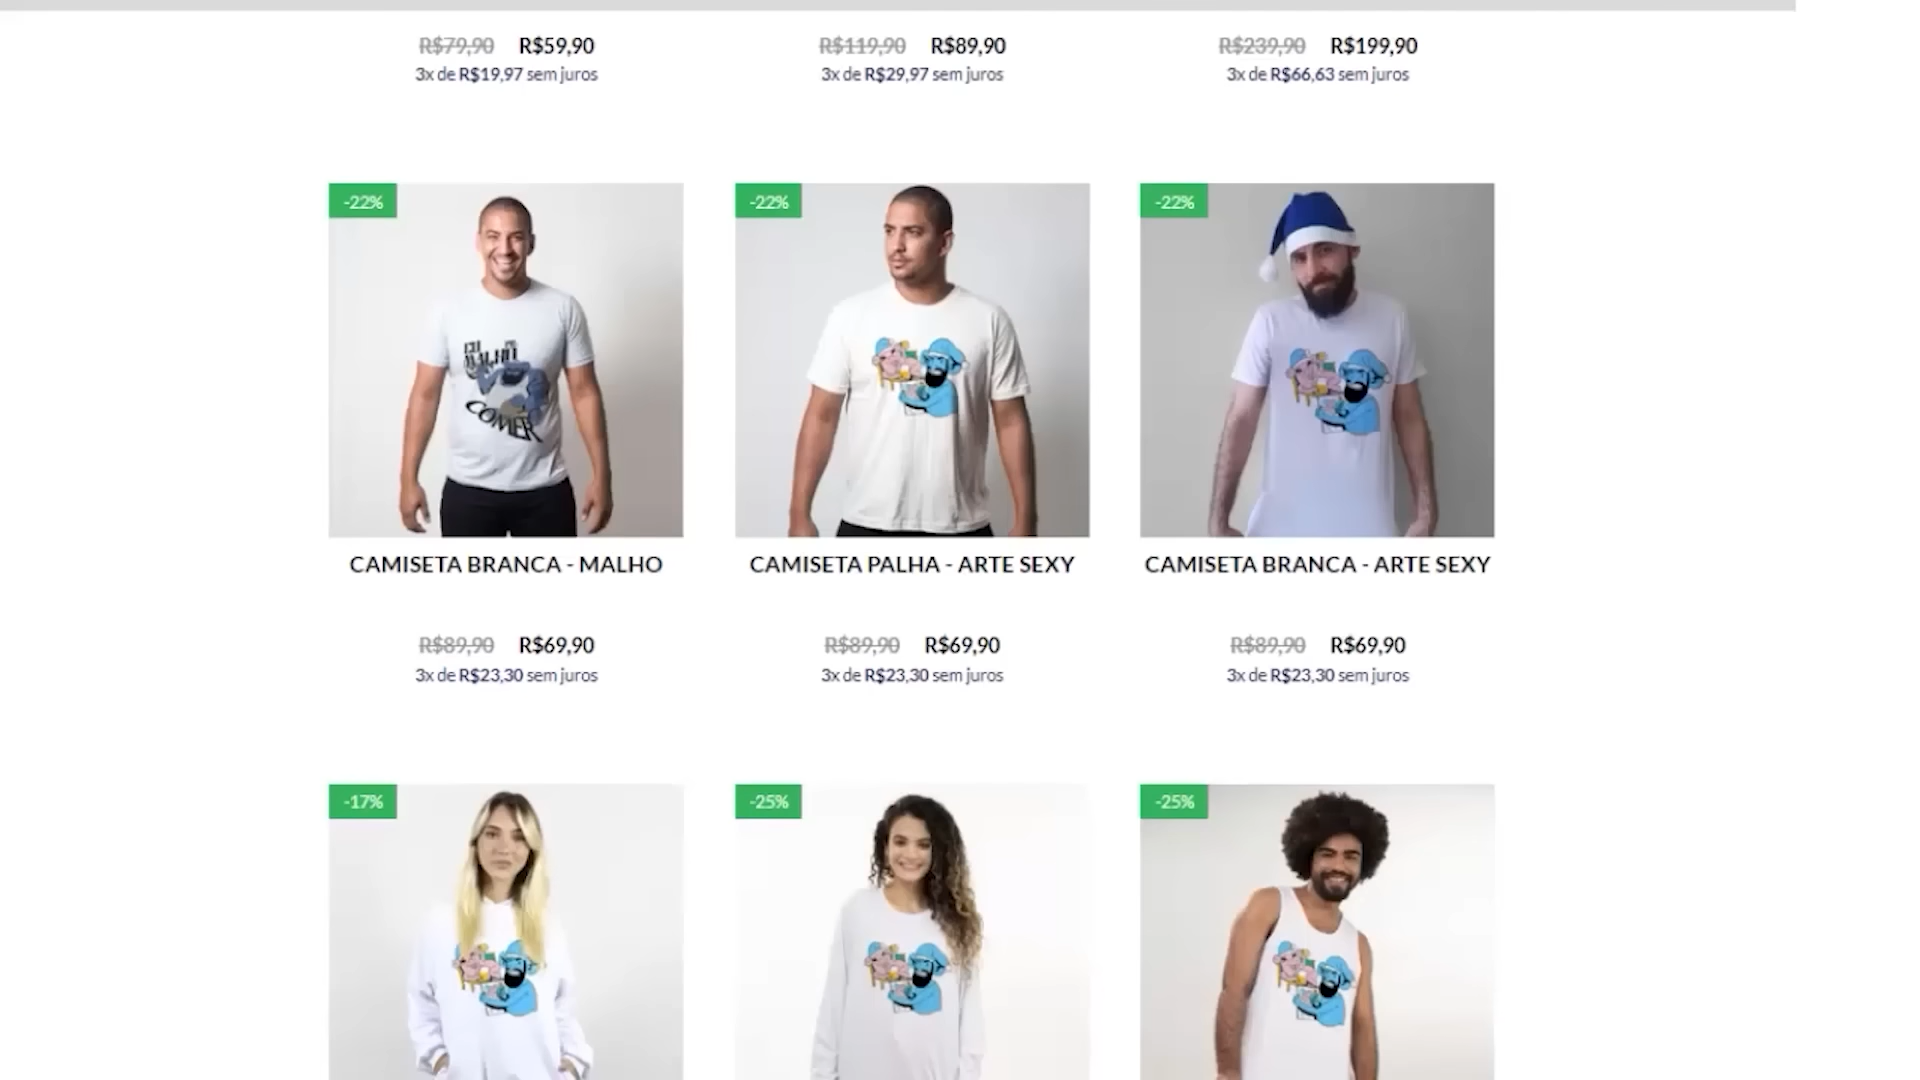 R$79,90 R$59,90
3x de R$19,97 sem juros
R$119,90 R$89,90
3x de R$29,97 sem juros
R$239,90 R$199,90
3x de R$66,63 sem juros
-22%
COMER
CAMISETA BRANCA - MALHO
R$89,90 R$69,90
3x de R$23,30 sem juros
-22%
CAMISETA PALHA - ARTE SEXY
R$89,90 R$69,90
3x de R$23,30 sem juros
-22%
CAMISETA BRANCA - ARTE SEXY
R$89,90 R$69,90
3x de R$23,30 sem juros
-17%
-25%
-25%